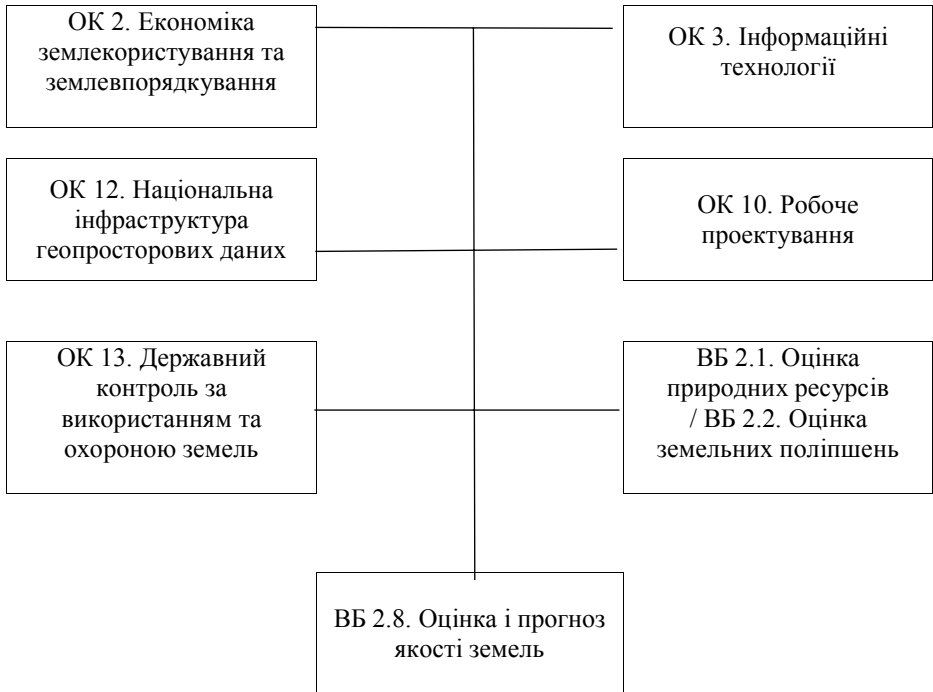 ОК 2. Економіка
землекористування та
землевпорядкування
ОК 3. Інформаційні
технології
ОК 12. Національна
інфраструктура
геопросторових даних
ОК 10. Робоче
проектування
ОК 13. Державний
контроль за
використанням та
охороною земель
ВБ 2.1. Оцінка
природних ресурсів
/ ВБ 2.2. Оцінка
земельних поліпшень
ВБ 2.8. Оцінка і прогноз
якості земель